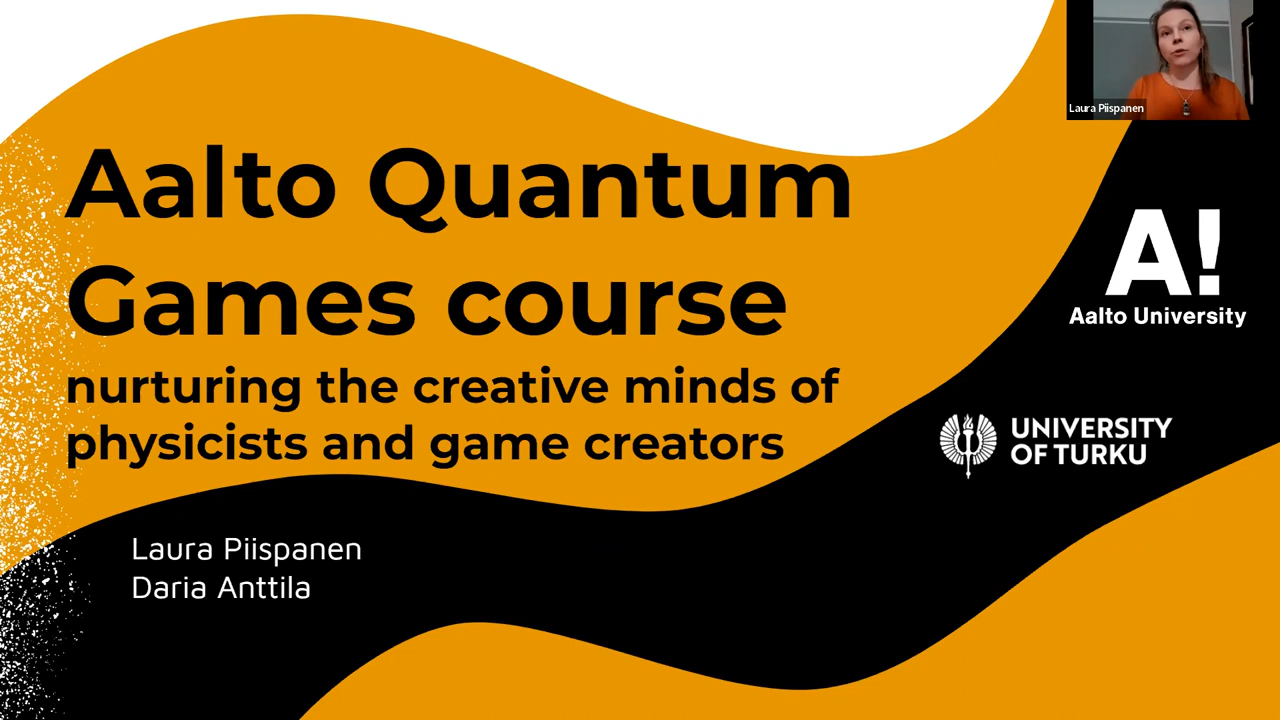 Laura Piispanen
Aalto Quantum
Games course
nurturing the creative minds of
physicists and game creators
A!
Aalto University
UNIVERSITY
OF TURKU
Laura Piispanen
Daria Anttila